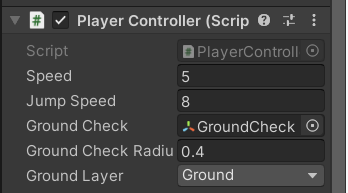 Player Controller (Scrip
Script PlayerControll
Speed 5
Jump Speed 8
Ground Check GroundCheck
Ground Check Radiu 0.4
Ground Layer Ground